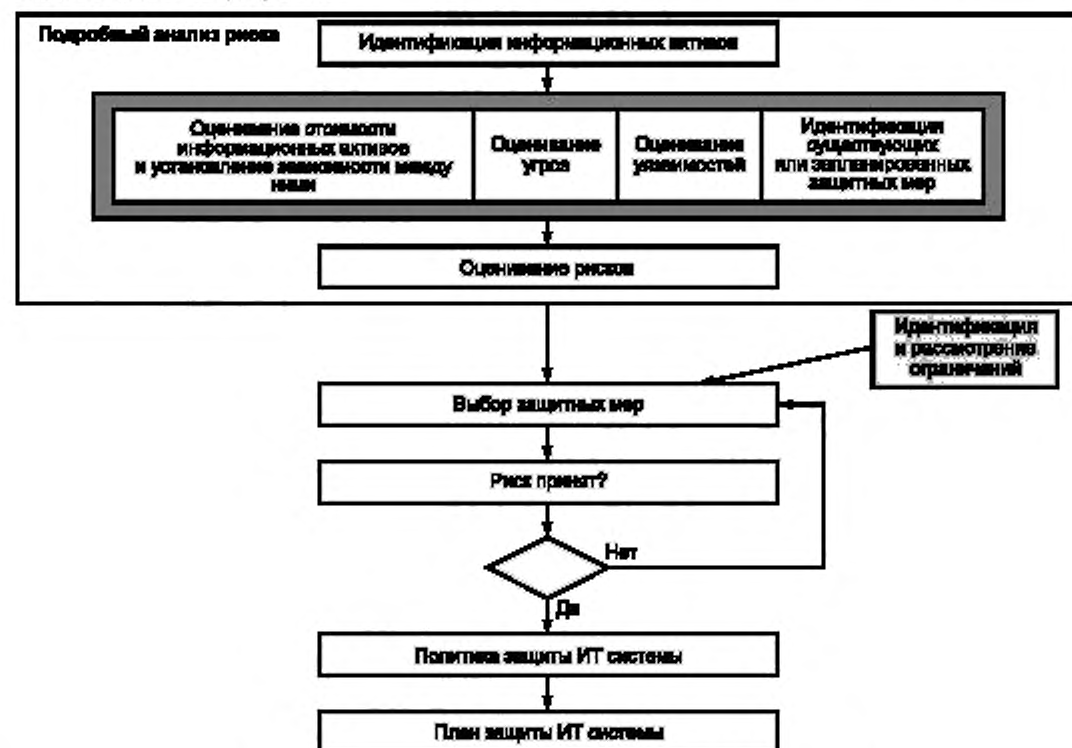 Подробный анализ риска
Идентификация информационных активов
Оценивание стоимости
информационных активов
и установление зависимости между
ними
Оценивание
угроз
Оценивание
уязвимостей
Идентификация
существующих
или запланированных
защитных мер
Оценивание рисков
Идентификация
и рассмотрение
ограничений
Выбор защитных мер
Риск принят?
Нет
Да
Политика защиты ИТ системы
План защиты ИТ системы